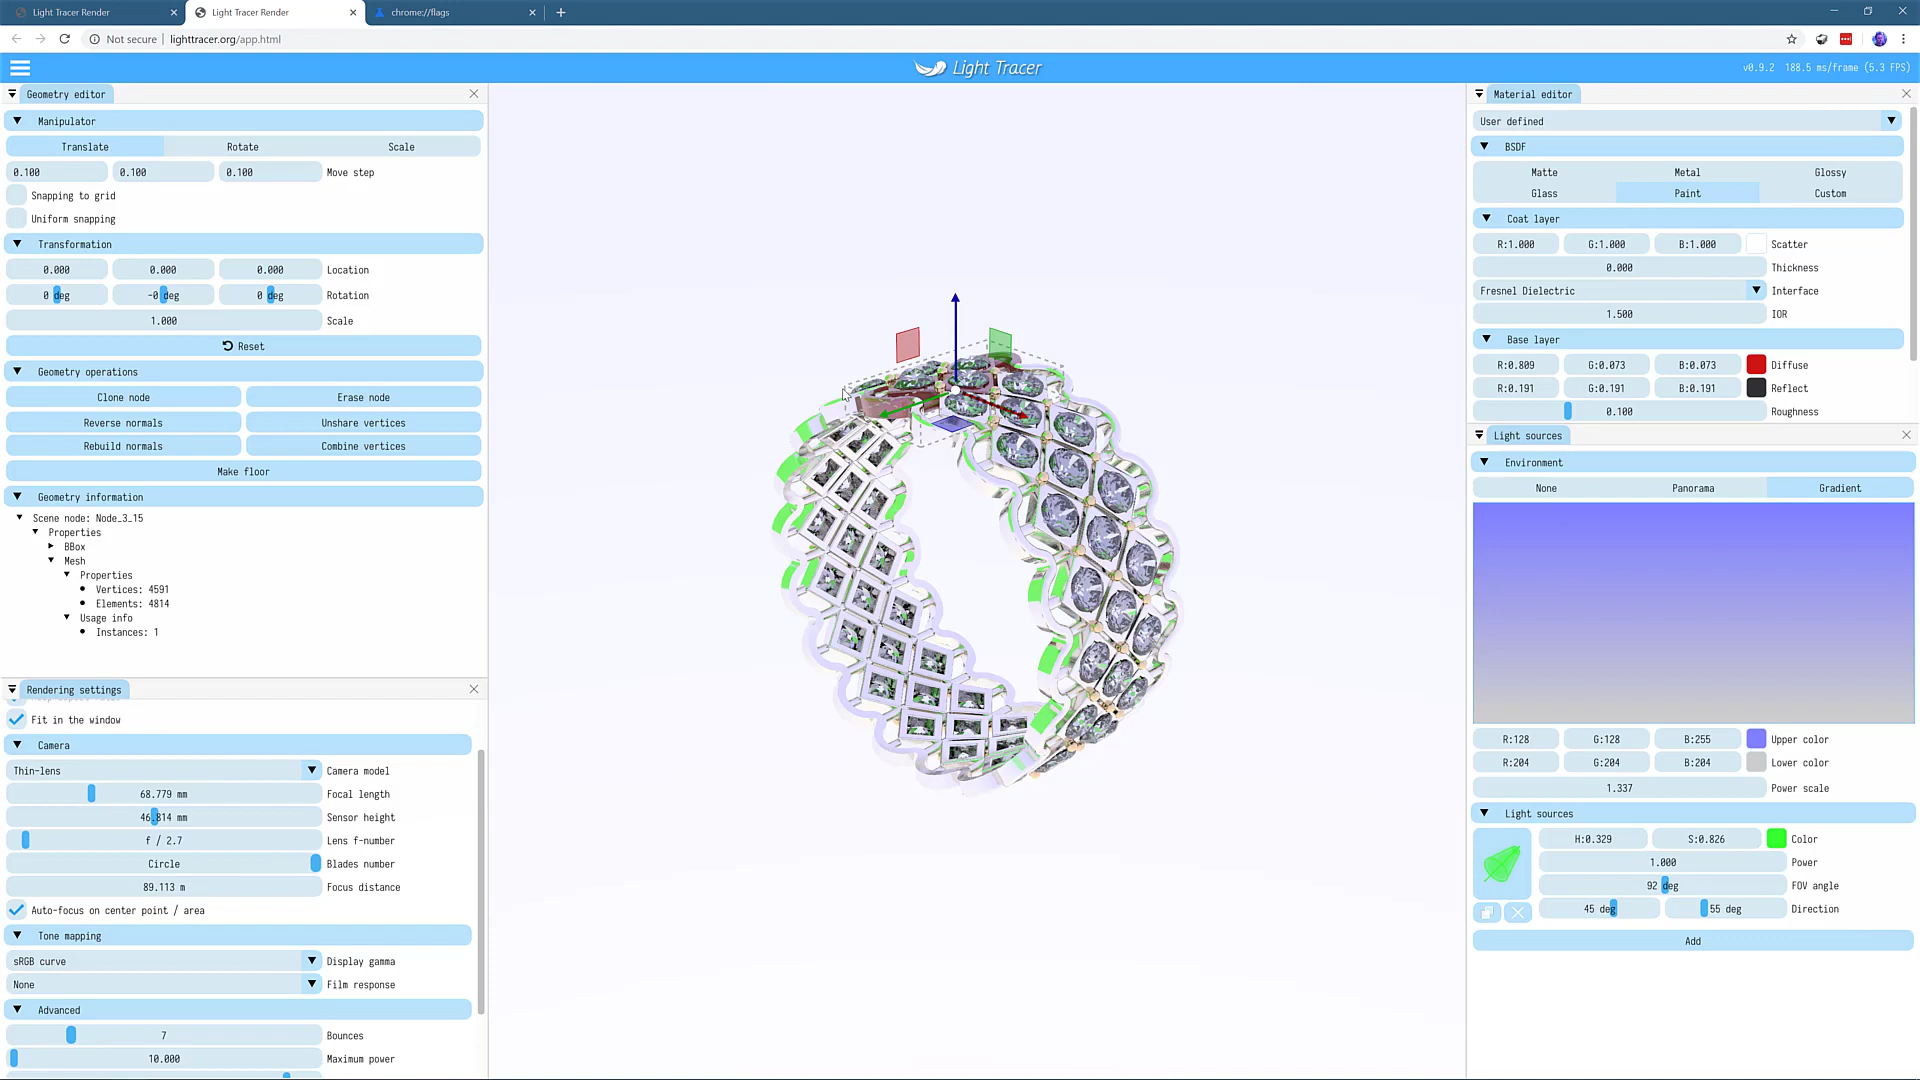 Light Tracer Render
Light Tracer Render
chrome://flags
Not secure
lighttracer.org/app.html
Light Tracer
v0.9.2 188.5 ms/frame (5.3 FPS)
Geometry editor
Manipulator
Translate Rotate Scale
0.100 0.100 0.100 Move step
Snapping to grid
Uniform snapping
Transformation
0.000 0.000 0.000 Location
0 deg -0 deg 0 deg Rotation
1.000 Scale
Reset
Geometry operations
Clone node Erase node
Reverse normals Unshare vertices
Rebuild normals Combine vertices
Make floor
Geometry information
Scene node: Node_3_15
Properties
BBox
Mesh
Properties
Vertices: 4591
Elements: 4814
Usage info
Instances: 1
Rendering settings
Fit in the window
Camera
Thin-lens Camera model
68.779 mm Focal length
46.814 mm Sensor height
f / 2.7 Lens f-number
Circle Blades number
89.113 m Focus distance
Auto-focus on center point / area
Tone mapping
sRGB curve Display gamma
None Film response
Advanced
7 Bounces
10.000 Maximum power
Material editor
User defined
BSDF
Matte Metal Glossy
Glass Paint Custom
Coat layer
R:1.000 G:1.000 B:1.000 Scatter
0.000 Thickness
Fresnel Dielectric Interface
1.500 IOR
Base layer
R:0.809 G:0.073 B:0.073 Diffuse
R:0.191 G:0.191 B:0.191 Reflect
0.100 Roughness
Light sources
Environment
None Panorama Gradient
R:128 G:128 B:255 Upper color
R:204 G:204 B:204 Lower color
1.337 Power scale
Light sources
H:0.329 S:0.826 Color
1.000 Power
92 deg FOV angle
45 deg 55 deg Direction
Add